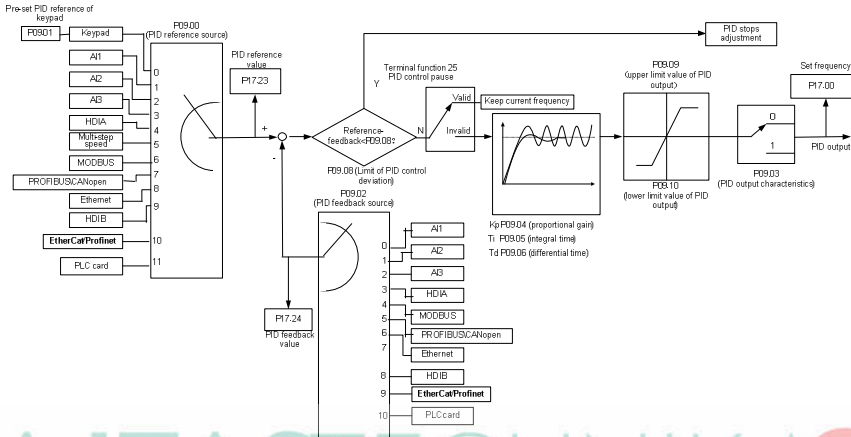 Pre-set PID reference of
keypad
P09.01
Keypad
AI1
AI2
AI3
HDIA
Multi-step
speed
MODBUS
PROFIBUS\CANopen
Ethernet
HDIB
EtherCat/Profinet
PLC card
P09.00
(PID reference source)
0
1
2
3
4
5
6
7
8
9
10
11
PID reference
value
P17.23
+
-
Reference-
feedback<P09.08?
P09.08 (Limit of PID control
deviation)
Y
N
Terminal function 25
PID control pause
Valid
Invalid
Keep current frequency
PID stops
adjustment
Kp P09.04 (proportional gain)
Ti P09.05 (integral time)
Td P09.06 (differential time)
P09.09
(upper limit value of PID
output)
P09.10
(lower limit value of PID
output)
0
1
P09.03
(PID output characteristics)
Set frequency
P17.00
PID output
P09.02
(PID feedback source)
0
1
2
3
4
5
6
7
8
9
10
AI1
AI2
AI3
HDIA
MODBUS
PROFIBUS\CANopen
Ethernet
HDIB
EtherCat/Profinet
PLC card
P17.24
PID feedback
value